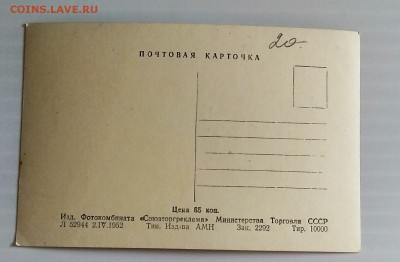 COINS.LAVE.RU
20-
ПОЧТОВАЯ КАРТОЧКА
Цена 65 коп.
Изд. Фотокомбината «Союзторгреклама» Министерства Торговли СССР
Л 52944 2.IV.1952 Тип. Изд-ва АМН Зак. 2292 Тир. 10000